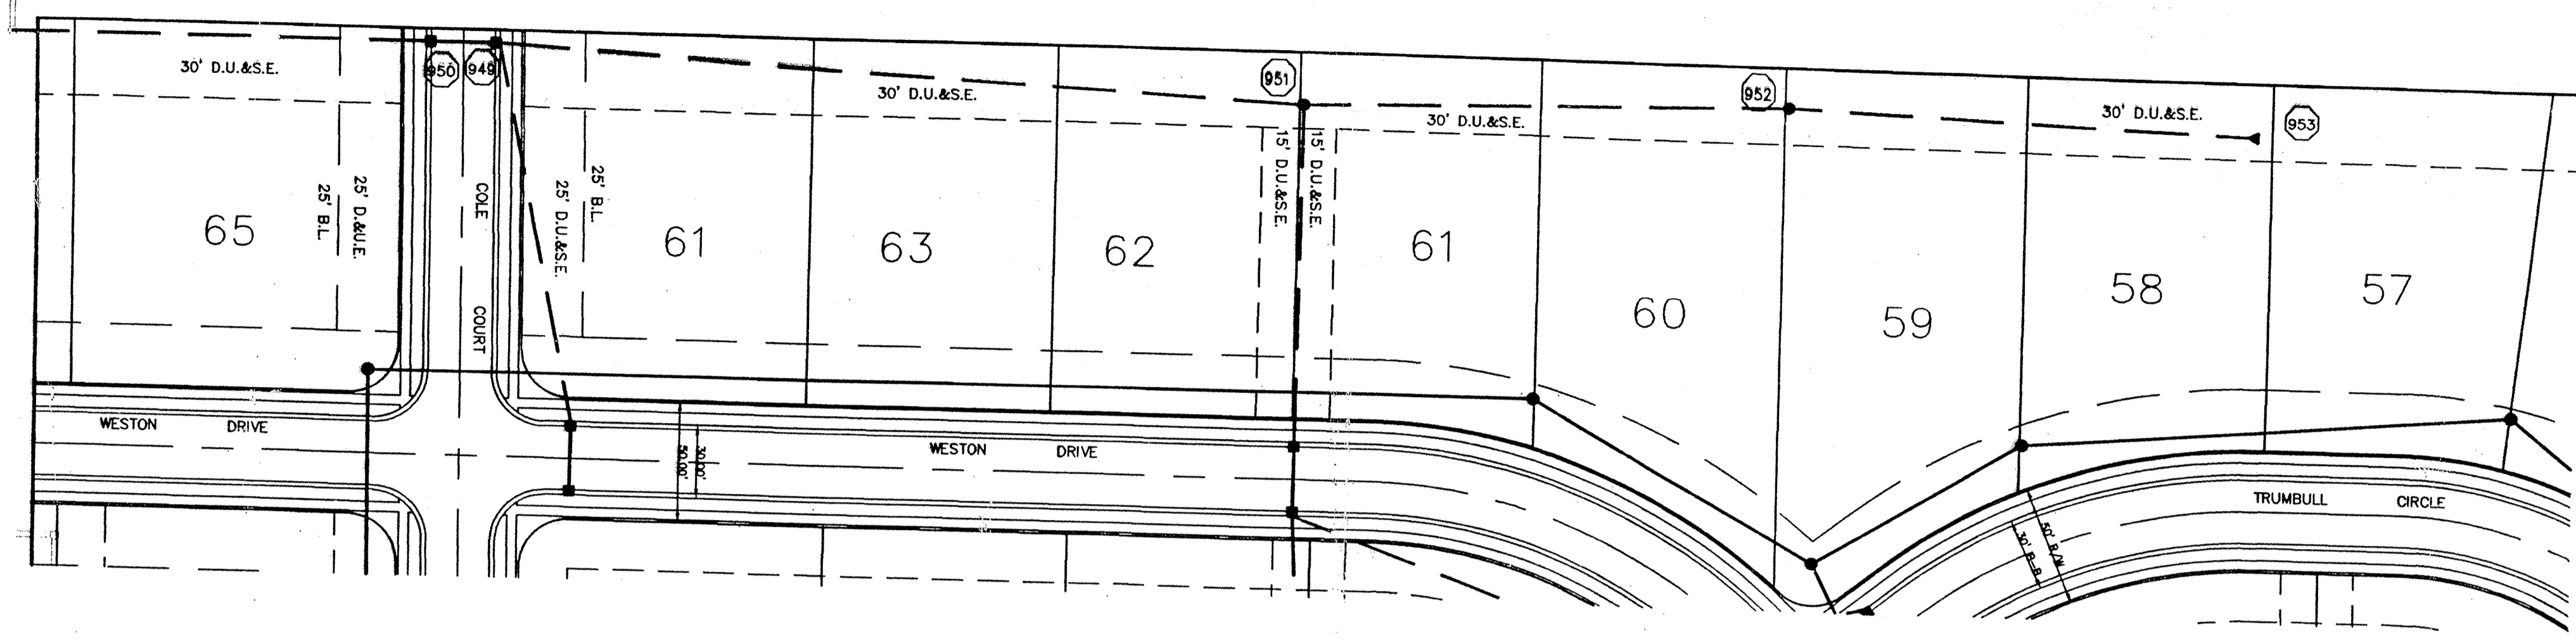 30' D.U.&S.E.
950
949
30' D.U.&S.E.
951
30' D.U.&S.E.
952
30' D.U.&S.E.
953
65
25' B.L.
25' D.&U.E.
COLE COURT
25' D.U.&S.E.
25' B.L.
61
63
62
15' D.U.&S.E.
15' D.U.&S.E.
61
60
59
58
57
WESTON DRIVE
50.00'
30.00'
WESTON DRIVE
TRUMBULL CIRCLE
50' R/W
30' B-B